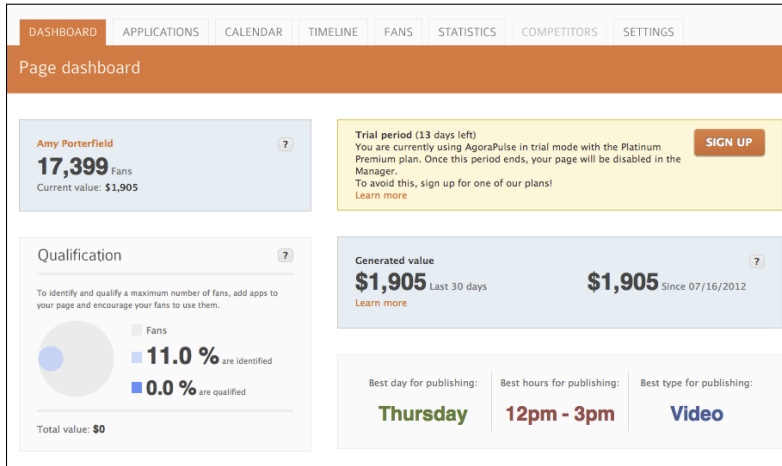 DASHBOARD APPLICATIONS CALENDAR TIMELINE FANS STATISTICS COMPETITORS SETTINGS
Page dashboard
Amy Porterfield ?
17,399 Fans
Current value: $1,905
Trial period (13 days left)
You are currently using AgoraPulse in trial mode with the Platinum
Premium plan. Once this period ends, your page will be disabled in the
Manager.
To avoid this, sign up for one of our plans!
Learn more
SIGN UP
Qualification ?
To identify and qualify a maximum number of fans, add apps to
your page and encourage your fans to use them.
Fans
11.0 % are identified
0.0 % are qualified
Total value: $0
Generated value ?
$1,905 Last 30 days $1,905 Since 07/16/2012
Learn more
Best day for publishing: Best hours for publishing: Best type for publishing:
Thursday 12pm - 3pm Video